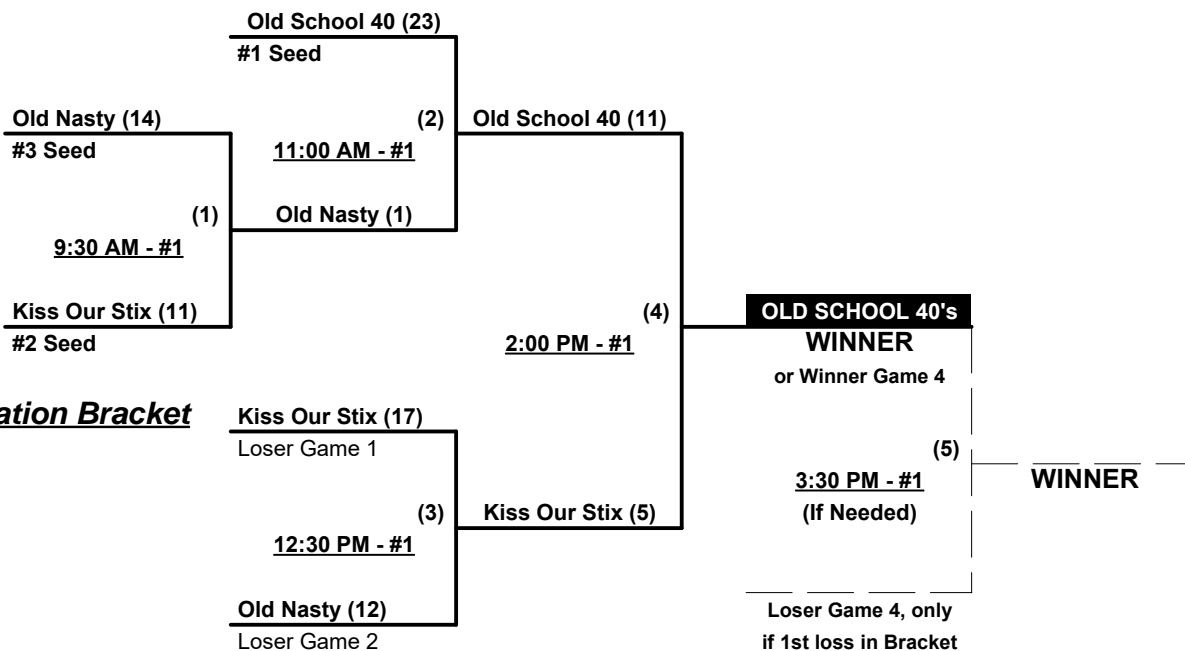 Old School 40 (23)
#1 Seed
Old Nasty (14)
(2)
Old School 40 (11)
#3 Seed
11:00 AM - #1
(1)
Old Nasty (1)
9:30 AM - #1
Kiss Our Stix (11)
(4)
OLD SCHOOL 40's
#2 Seed
2:00 PM - #1
WINNER
or Winner Game 4
ation Bracket
Kiss Our Stix (17)
Loser Game 1
(5)
3:30 PM - #1
WINNER
(3)
Kiss Our Stix (5)
(If Needed)
12:30 PM - #1
Old Nasty (12)
Loser Game 4, only
Loser Game 2
if 1st loss in Bracket